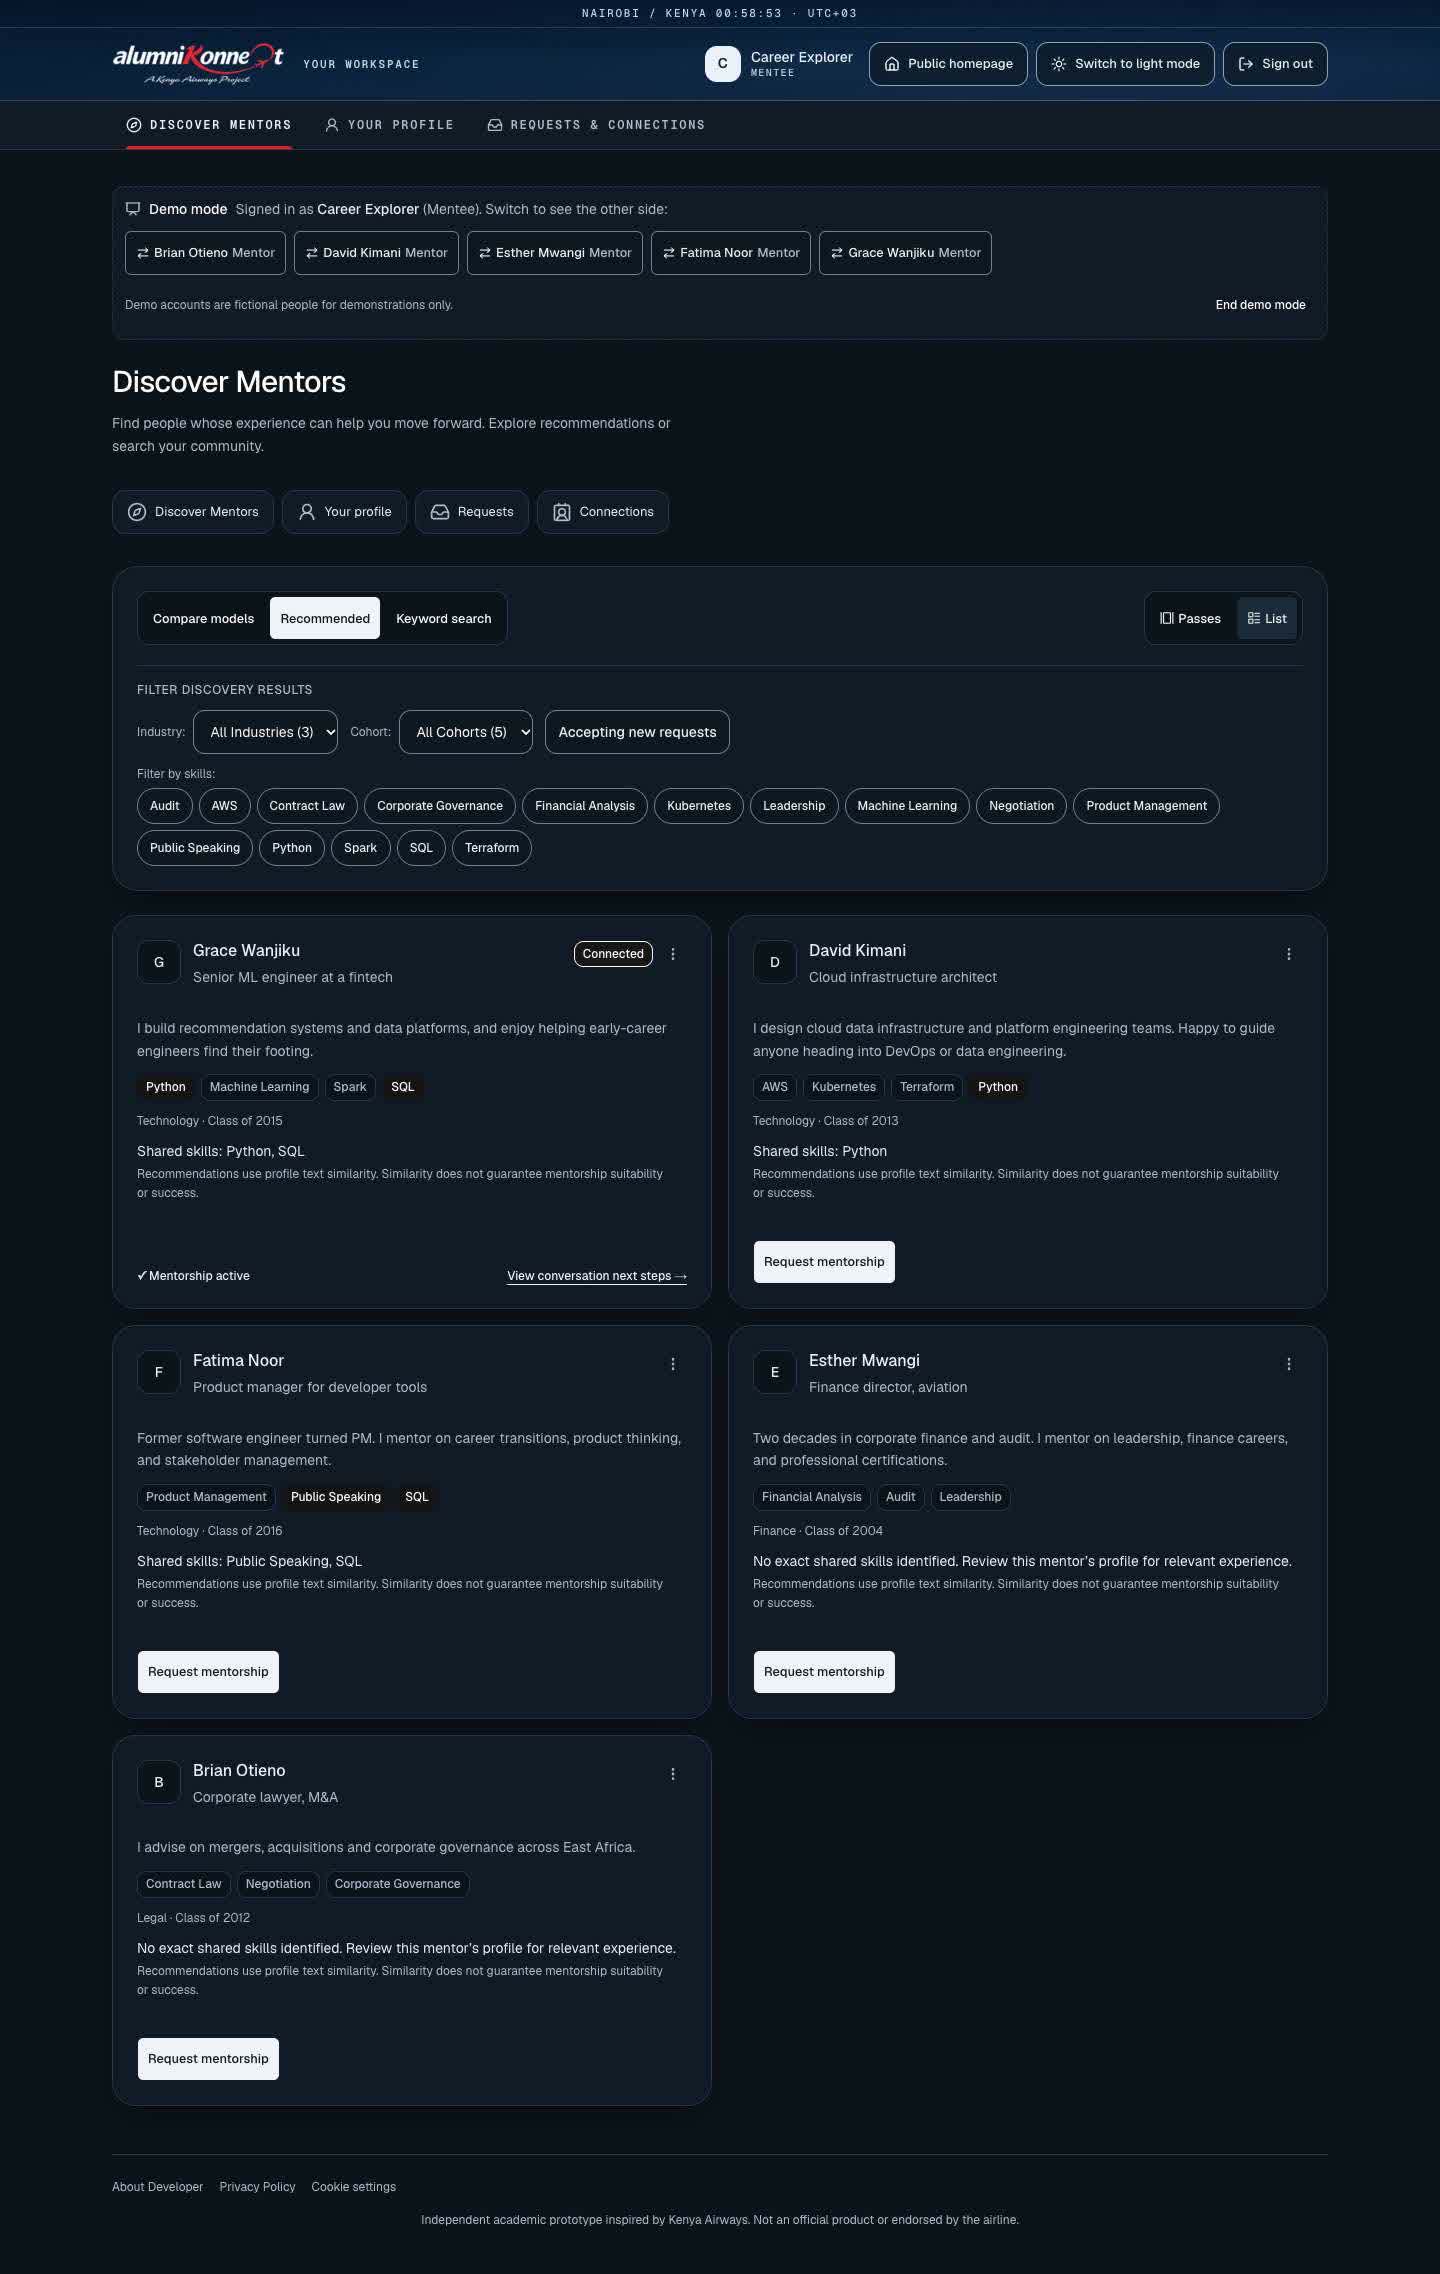 NAIROBI / KENYA 00:58:53 · UTC+03
alumniKonnect
A Kenya Airways Project
YOUR WORKSPACE
C
Career Explorer
MENTEE
Public homepage
Switch to light mode
Sign out
DISCOVER MENTORS
YOUR PROFILE
REQUESTS & CONNECTIONS
Demo mode Signed in as Career Explorer (Mentee). Switch to see the other side:
Brian Otieno Mentor
David Kimani Mentor
Esther Mwangi Mentor
Fatima Noor Mentor
Grace Wanjiku Mentor
Demo accounts are fictional people for demonstrations only.
End demo mode
Discover Mentors
Find people whose experience can help you move forward. Explore recommendations or
search your community.
Discover Mentors
Your profile
Requests
Connections
Compare models
Recommended
Keyword search
Passes
List
FILTER DISCOVERY RESULTS
Industry:
All Industries (3)
Cohort:
All Cohorts (5)
Accepting new requests
Filter by skills:
Audit
AWS
Contract Law
Corporate Governance
Financial Analysis
Kubernetes
Leadership
Machine Learning
Negotiation
Product Management
Public Speaking
Python
Spark
SQL
Terraform
G
Grace Wanjiku
Senior ML engineer at a fintech
Connected
I build recommendation systems and data platforms, and enjoy helping early-career
engineers find their footing.
Python
Machine Learning
Spark
SQL
Technology · Class of 2015
Shared skills: Python, SQL
Recommendations use profile text similarity. Similarity does not guarantee mentorship suitability
or success.
✓ Mentorship active
View conversation next steps →
D
David Kimani
Cloud infrastructure architect
I design cloud data infrastructure and platform engineering teams. Happy to guide
anyone heading into DevOps or data engineering.
AWS
Kubernetes
Terraform
Python
Technology · Class of 2013
Shared skills: Python
Recommendations use profile text similarity. Similarity does not guarantee mentorship suitability
or success.
Request mentorship
F
Fatima Noor
Product manager for developer tools
Former software engineer turned PM. I mentor on career transitions, product thinking,
and stakeholder management.
Product Management
Public Speaking
SQL
Technology · Class of 2016
Shared skills: Public Speaking, SQL
Recommendations use profile text similarity. Similarity does not guarantee mentorship suitability
or success.
Request mentorship
E
Esther Mwangi
Finance director, aviation
Two decades in corporate finance and audit. I mentor on leadership, finance careers,
and professional certifications.
Financial Analysis
Audit
Leadership
Finance · Class of 2004
No exact shared skills identified. Review this mentor's profile for relevant experience.
Recommendations use profile text similarity. Similarity does not guarantee mentorship suitability
or success.
Request mentorship
B
Brian Otieno
Corporate lawyer, M&A
I advise on mergers, acquisitions and corporate governance across East Africa.
Contract Law
Negotiation
Corporate Governance
Legal · Class of 2012
No exact shared skills identified. Review this mentor's profile for relevant experience.
Recommendations use profile text similarity. Similarity does not guarantee mentorship suitability
or success.
Request mentorship
About Developer
Privacy Policy
Cookie settings
Independent academic prototype inspired by Kenya Airways. Not an official product or endorsed by the airline.